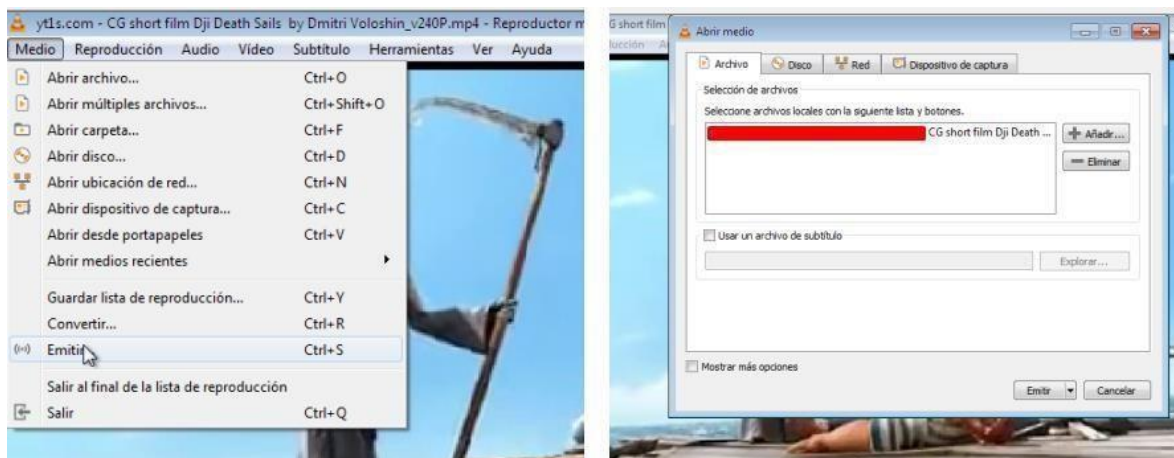 yt1s.com - CG short film Dji Death Sails by Dmitri Voloshin_v240P.mp4 - Reproductor m
Medio Reproducción Audio Vídeo Subtítulo Herramientas Ver Ayuda
Abrir archivo... Ctrl+O
Abrir múltiples archivos... Ctrl+Shift+O
Abrir carpeta... Ctrl+F
Abrir disco... Ctrl+D
Abrir ubicación de red... Ctrl+N
Abrir dispositivo de captura... Ctrl+C
Abrir desde portapapeles Ctrl+V
Abrir medios recientes
Guardar lista de reproducción... Ctrl+Y
Convertir... Ctrl+R
Emitir Ctrl+S
Salir al final de la lista de reproducción
Salir Ctrl+Q
G short film
Abrir medio
Archivo Disco Red Dispositivo de captura
Selección de archivos
Seleccione archivos locales con la siguiente lista y botones.
CG short film Dji Death ...
Añadir...
Eliminar
Usar un archivo de subtítulo
Explorar...
Mostrar más opciones
Emitir Cancelar